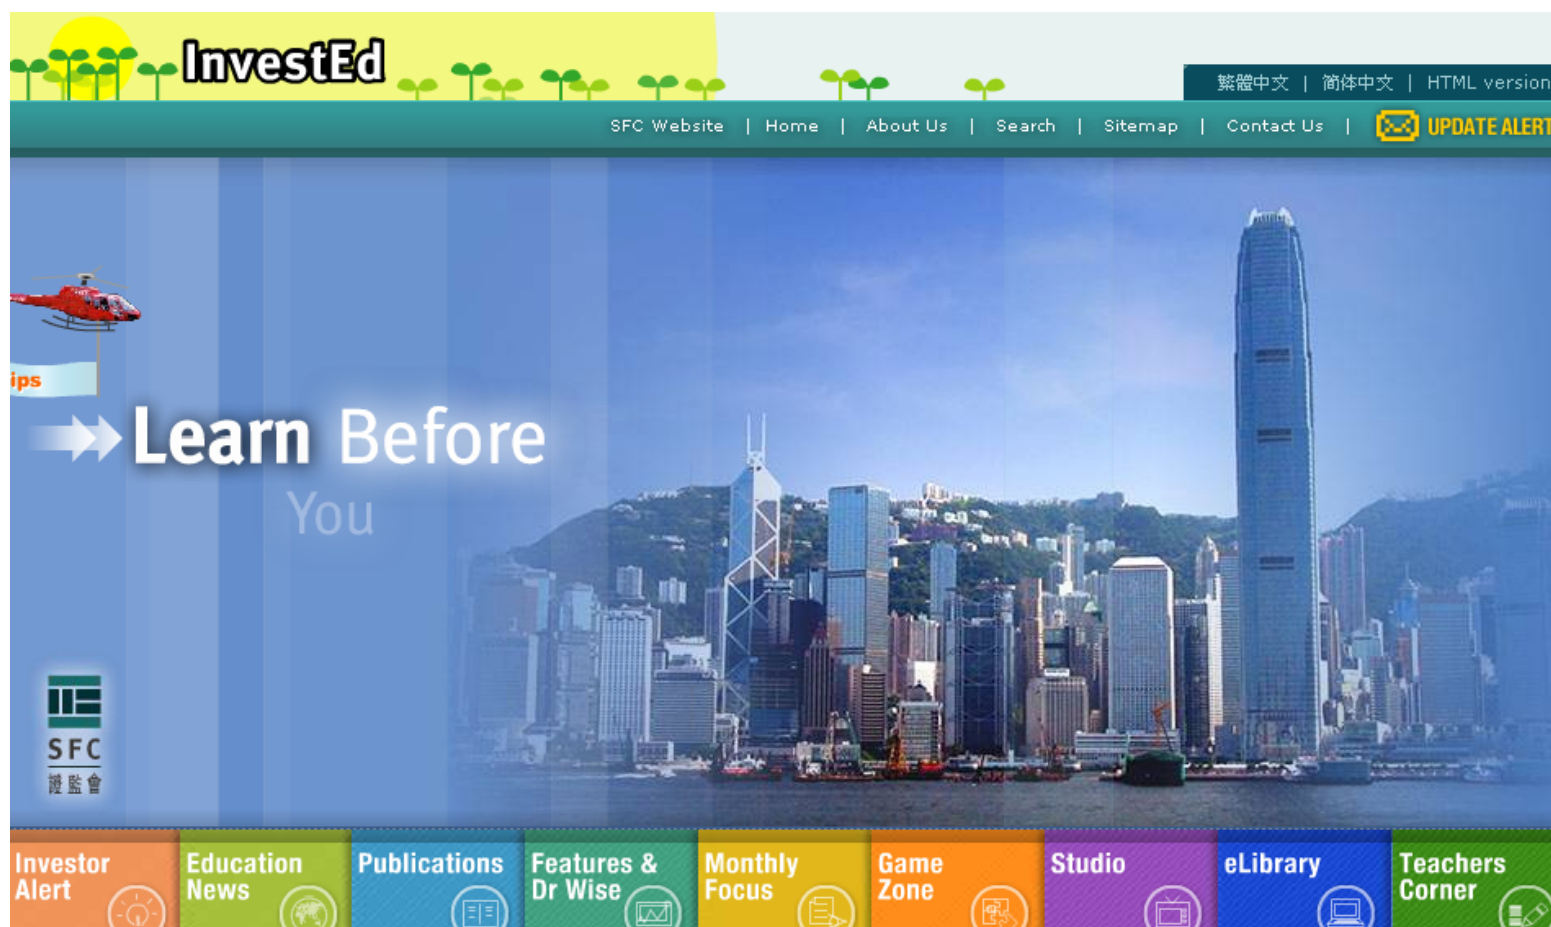 InvestEd
繁體中文 | 简体中文 | HTML version
SFC Website | Home | About Us | Search | Sitemap | Contact Us | UPDATE ALERT
ips
Learn Before
You
SFC
證監會
Investor Alert
Education News
Publications
Features & Dr Wise
Monthly Focus
Game Zone
Studio
eLibrary
Teachers Corner